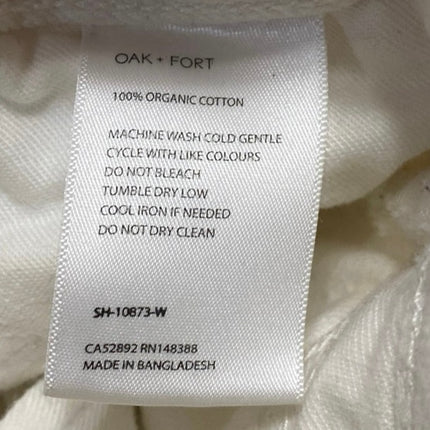 OAK + FORT
100% ORGANIC COTTON
MACHINE WASH COLD GENTLE
CYCLE WITH LIKE COLOURS
DO NOT BLEACH
TUMBLE DRY LOW
COOL IRON IF NEEDED
DO NOT DRY CLEAN
SH-10873-W
CA52892 RN148388
MADE IN BANGLADESH